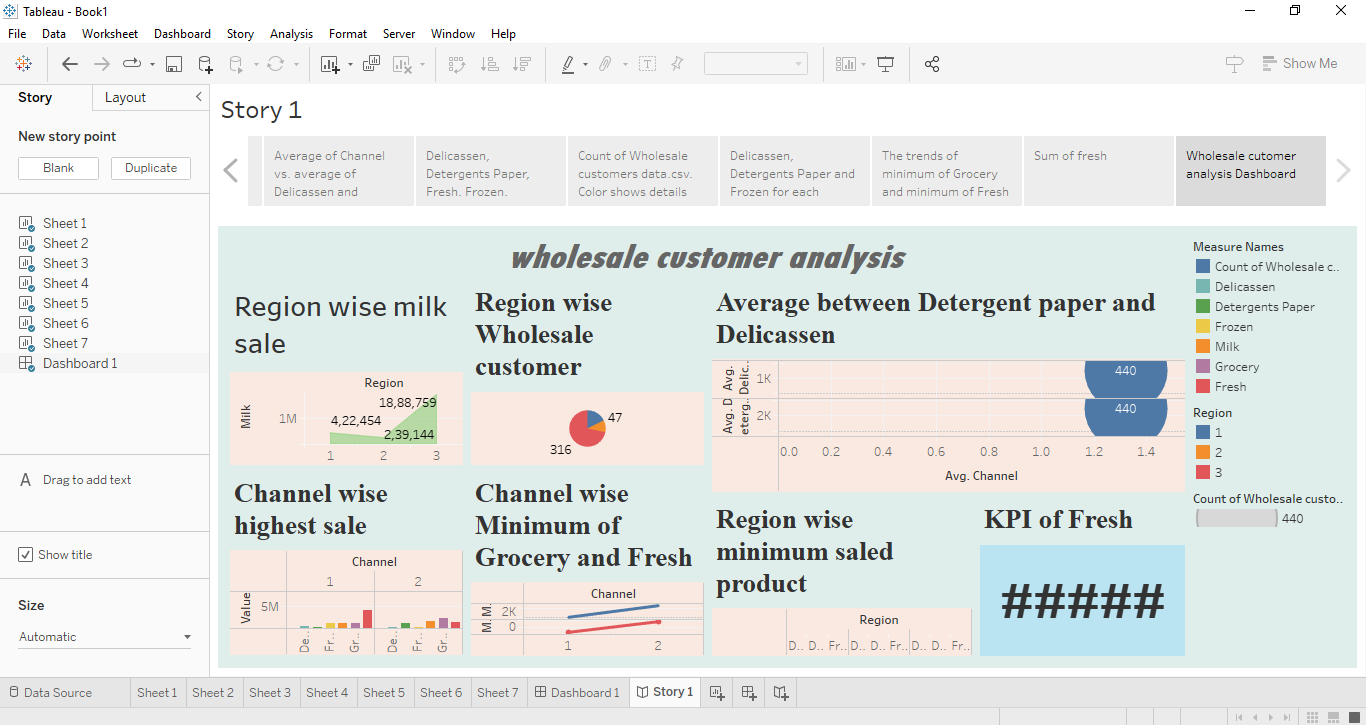 Tableau - Book1
File Data Worksheet Dashboard Story Analysis Format Server Window Help
Show Me
Story Layout
New story point
Blank Duplicate
Sheet 1
Sheet 2
Sheet 3
Sheet 4
Sheet 5
Sheet 6
Sheet 7
Dashboard 1
A Drag to add text
Show title
Size
Automatic
Story 1
Average of Channel
vs. average of
Delicassen and
Delicassen,
Detergents Paper,
Fresh. Frozen.
Count of Wholesale
customers data.csv.
Color shows details
Delicassen,
Detergents Paper and
Frozen for each
The trends of
minimum of Grocery
and minimum of Fresh
Sum of fresh
Wholesale cutomer
analysis Dashboard
wholesale customer analysis
Region wise milk
sale
Region
Milk
1M
18,88,759
4,22,454
2,39,144
1 2 3
Region wise
Wholesale
customer
47
316
Average between Detergent paper and
Delicassen
Avg.
Delic..
1K
440
Avg. D
eterg..
2K
440
0.0 0.2 0.4 0.6 0.8 1.0 1.2 1.4
Avg. Channel
Channel wise
highest sale
Channel
1 2
Value
5M
De.. Fr.. Gr.. De.. Fr.. Gr..
Channel wise
Minimum of
Grocery and Fresh
Channel
M. M.
2K
M. M.
0
1 2
Region wise
minimum saled
product
Region
D.. D.. Fr.. D.. D.. Fr.. D.. D.. Fr..
KPI of Fresh
#####
Measure Names
Count of Wholesale c..
Delicassen
Detergents Paper
Frozen
Milk
Grocery
Fresh
Region
1
2
3
Count of Wholesale custo..
440
Data Source Sheet 1 Sheet 2 Sheet 3 Sheet 4 Sheet 5 Sheet 6 Sheet 7 Dashboard 1 Story 1